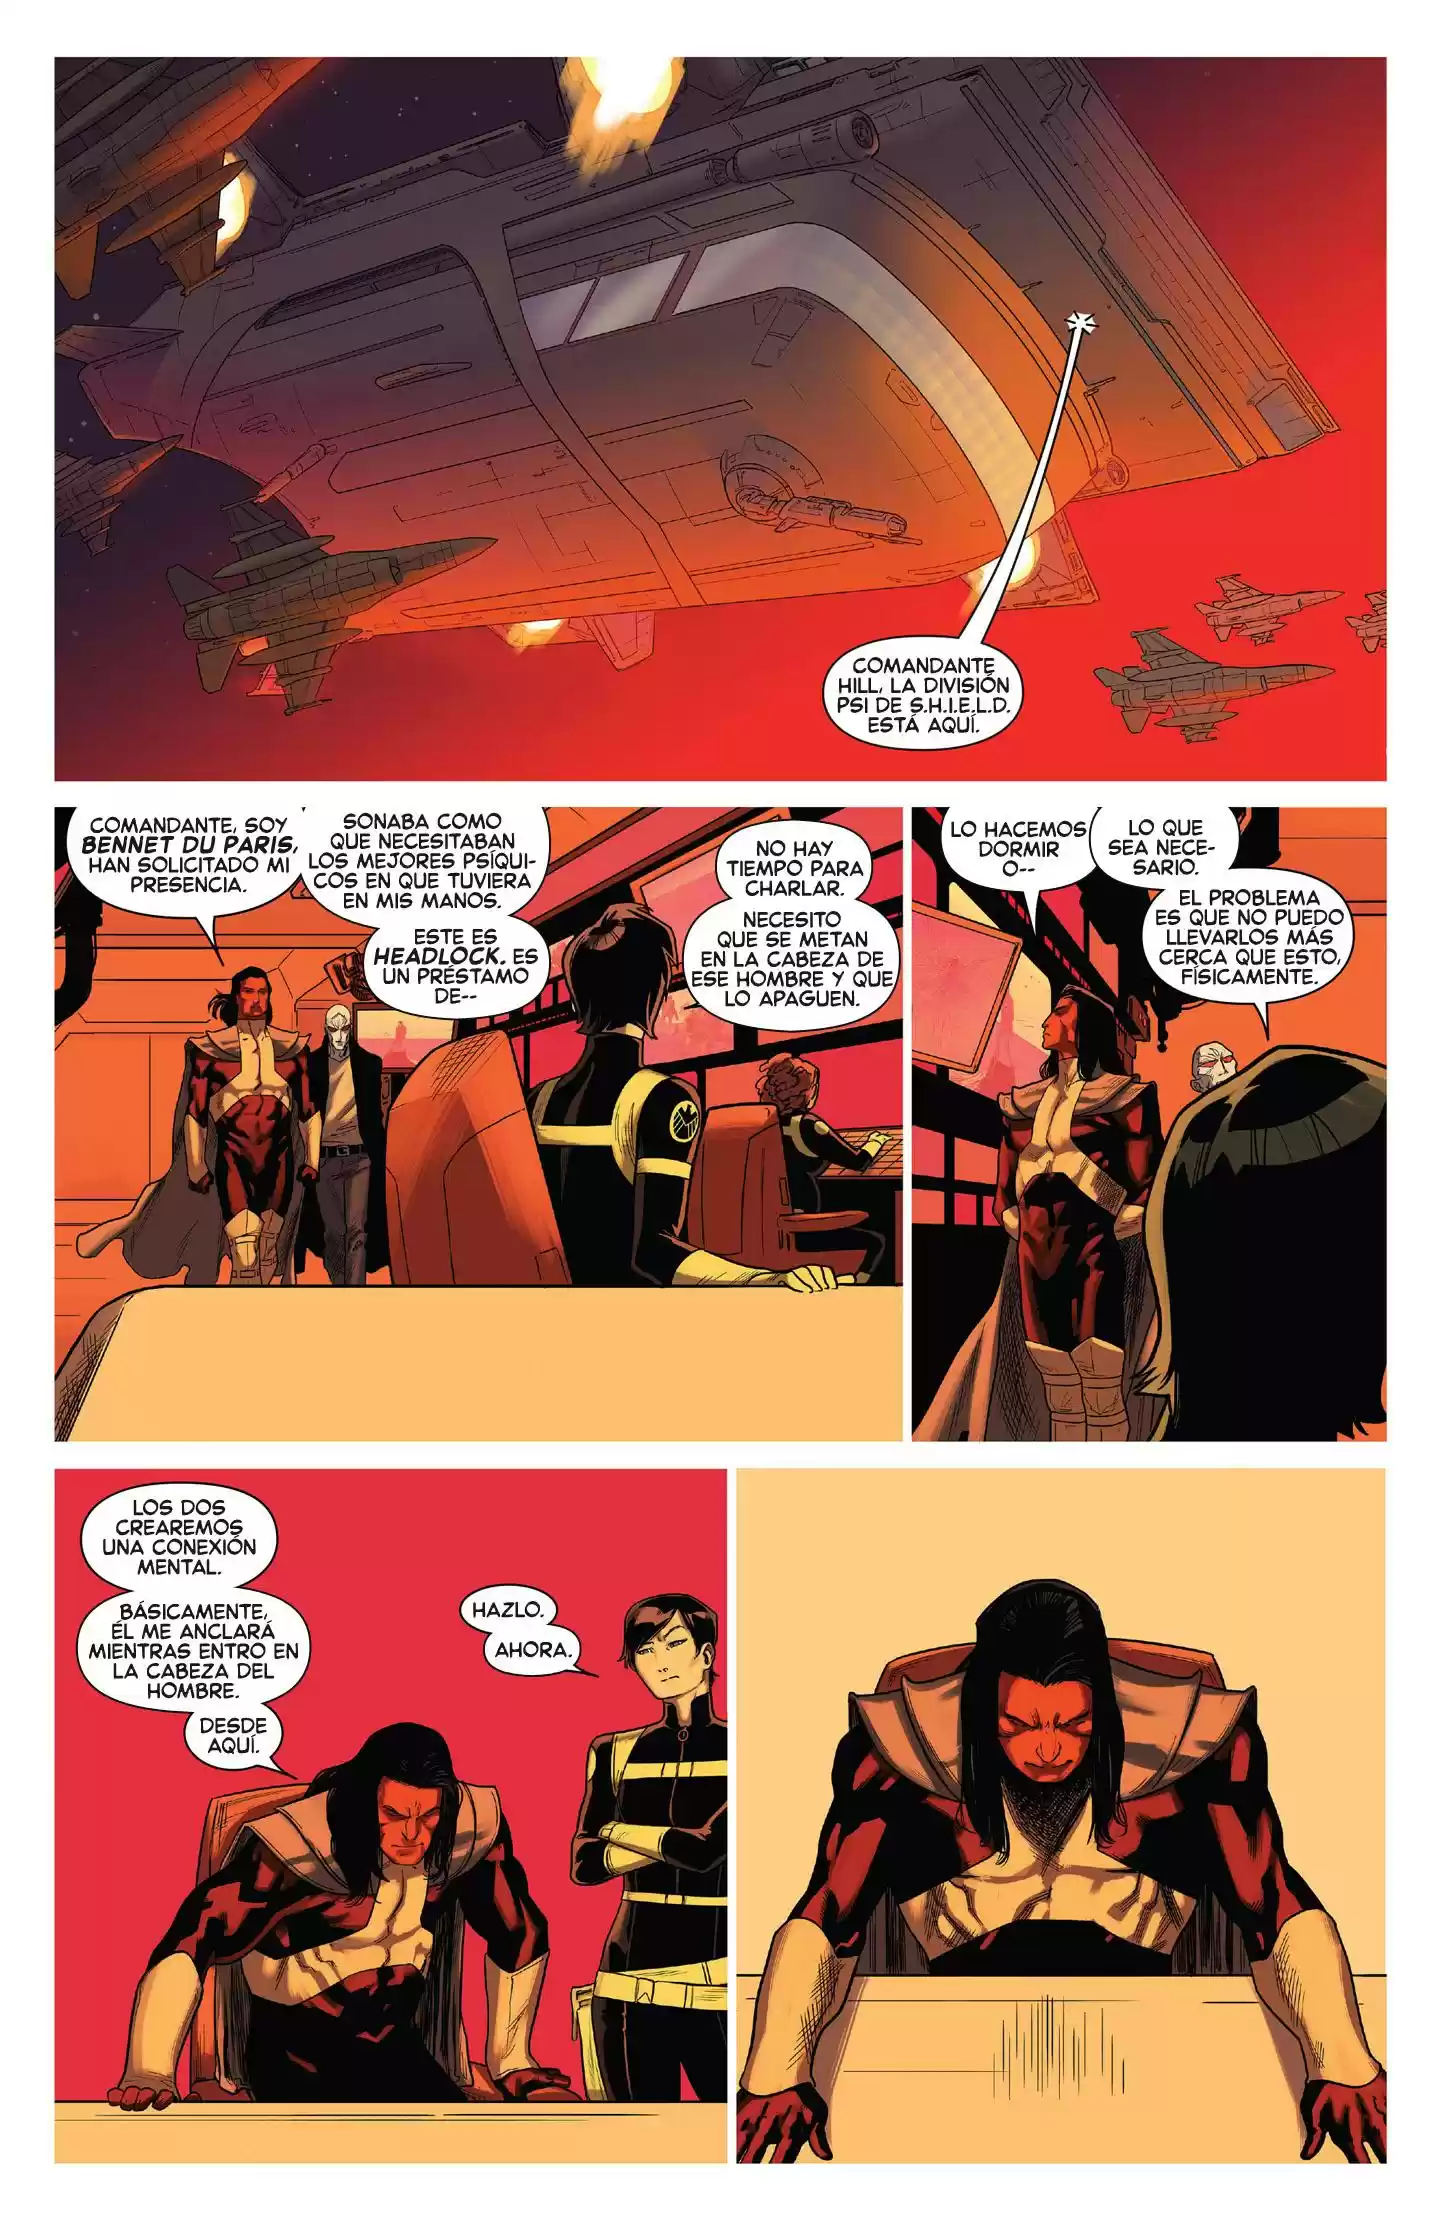 COMANDANTE
HILL, LA DIVISIÓN
PSI DE S.H.I.E.L.D.
ESTÁ AQUÍ.
COMANDANTE, SOY
BENNET DU PARIS,
HAN SOLICITADO MI
PRESENCIA.
SONABA COMO
QUE NECESITABAN
LOS MEJORES PSÍQUI-
COS EN QUE TUVIERA
EN MIS MANOS.
ESTE ES
HEADLOCK. ES
UN PRÉSTAMO
DE--
NO HAY
TIEMPO PARA
CHARLAR.
NECESITO
QUE SE METAN
EN LA CABEZA DE
ESE HOMBRE Y QUE
LO APAGUEN.
LO HACEMOS
DORMIR
O--
LO QUE
SEA NECE-
SARIO.
EL PROBLEMA
ES QUE NO PUEDO
LLEVARLOS MÁS
CERCA QUE ESTO,
FÍSICAMENTE.
LOS DOS
CREAREMOS
UNA CONEXIÓN
MENTAL.
BÁSICAMENTE,
ÉL ME ANCLARÁ
MIENTRAS ENTRO EN
LA CABEZA DEL
HOMBRE.
DESDE
AQUÍ.
HAZLO.
AHORA.